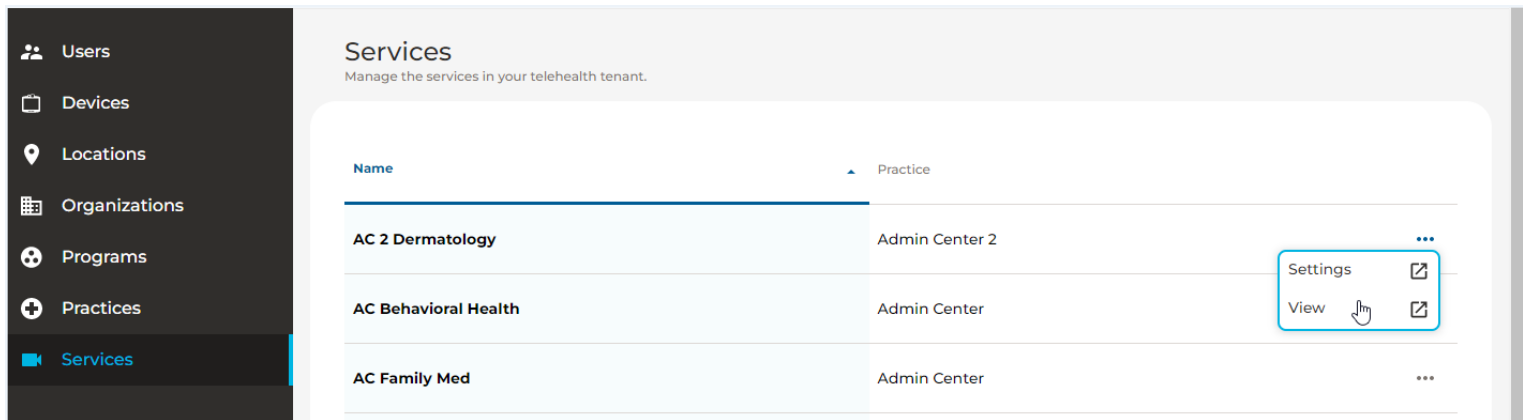 Users
Devices
Locations
Organizations
Programs
Practices
Services
Services
Manage the services in your telehealth tenant.
Name Practice
AC 2 Dermatology Admin Center 2
Settings
AC Behavioral Health Admin Center
View
AC Family Med Admin Center